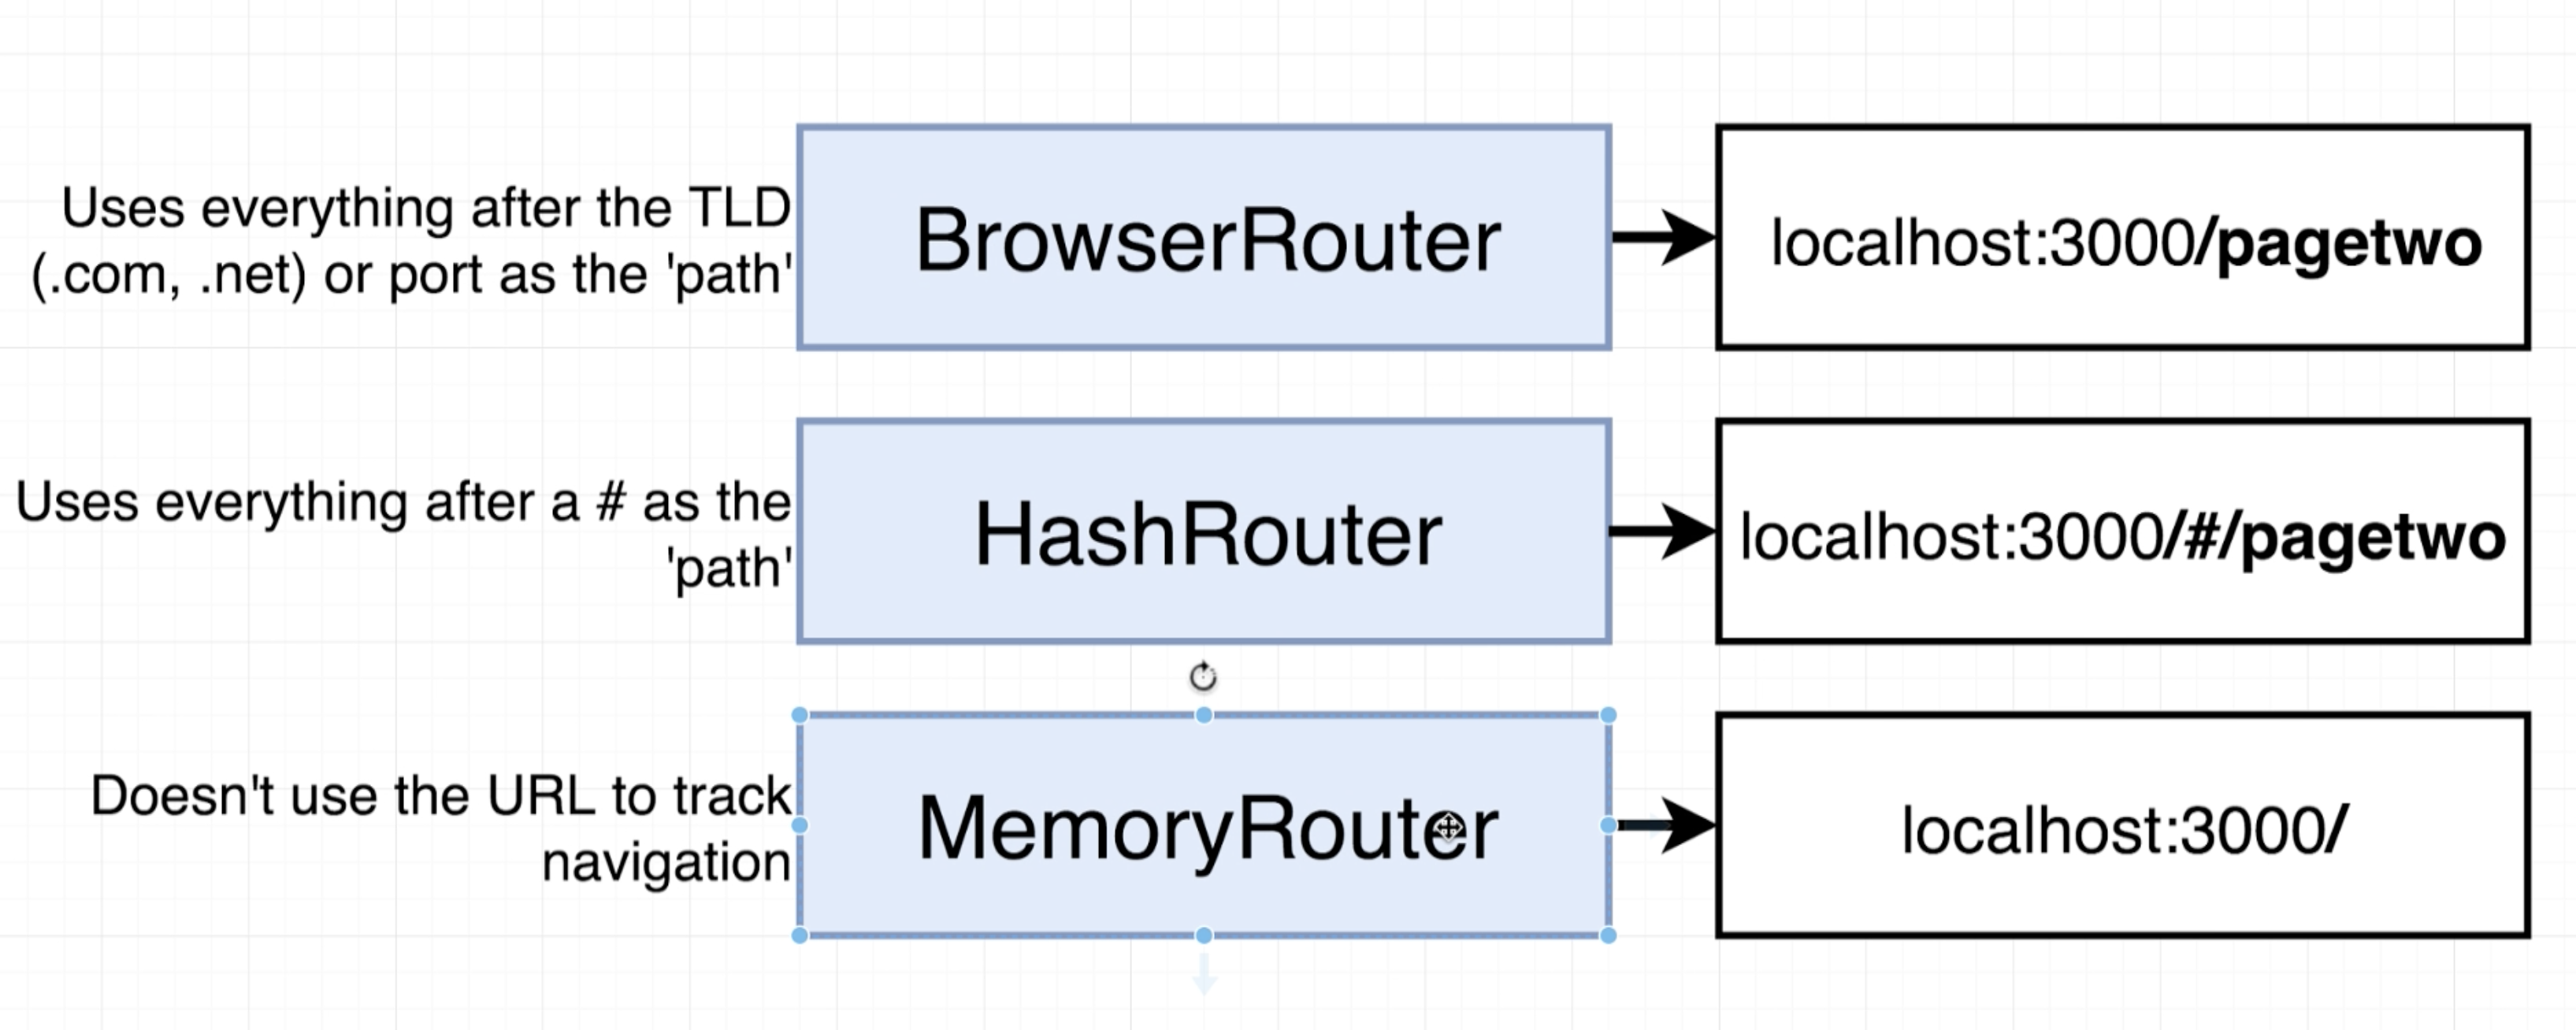 Uses everything after the TLD
(.com, .net) or port as the 'path'
BrowserRouter
localhost:3000/pagetwo
Uses everything after a # as the
'path'
HashRouter
localhost:3000/#/pagetwo
Doesn't use the URL to track
navigation
MemoryRouter
localhost:3000/